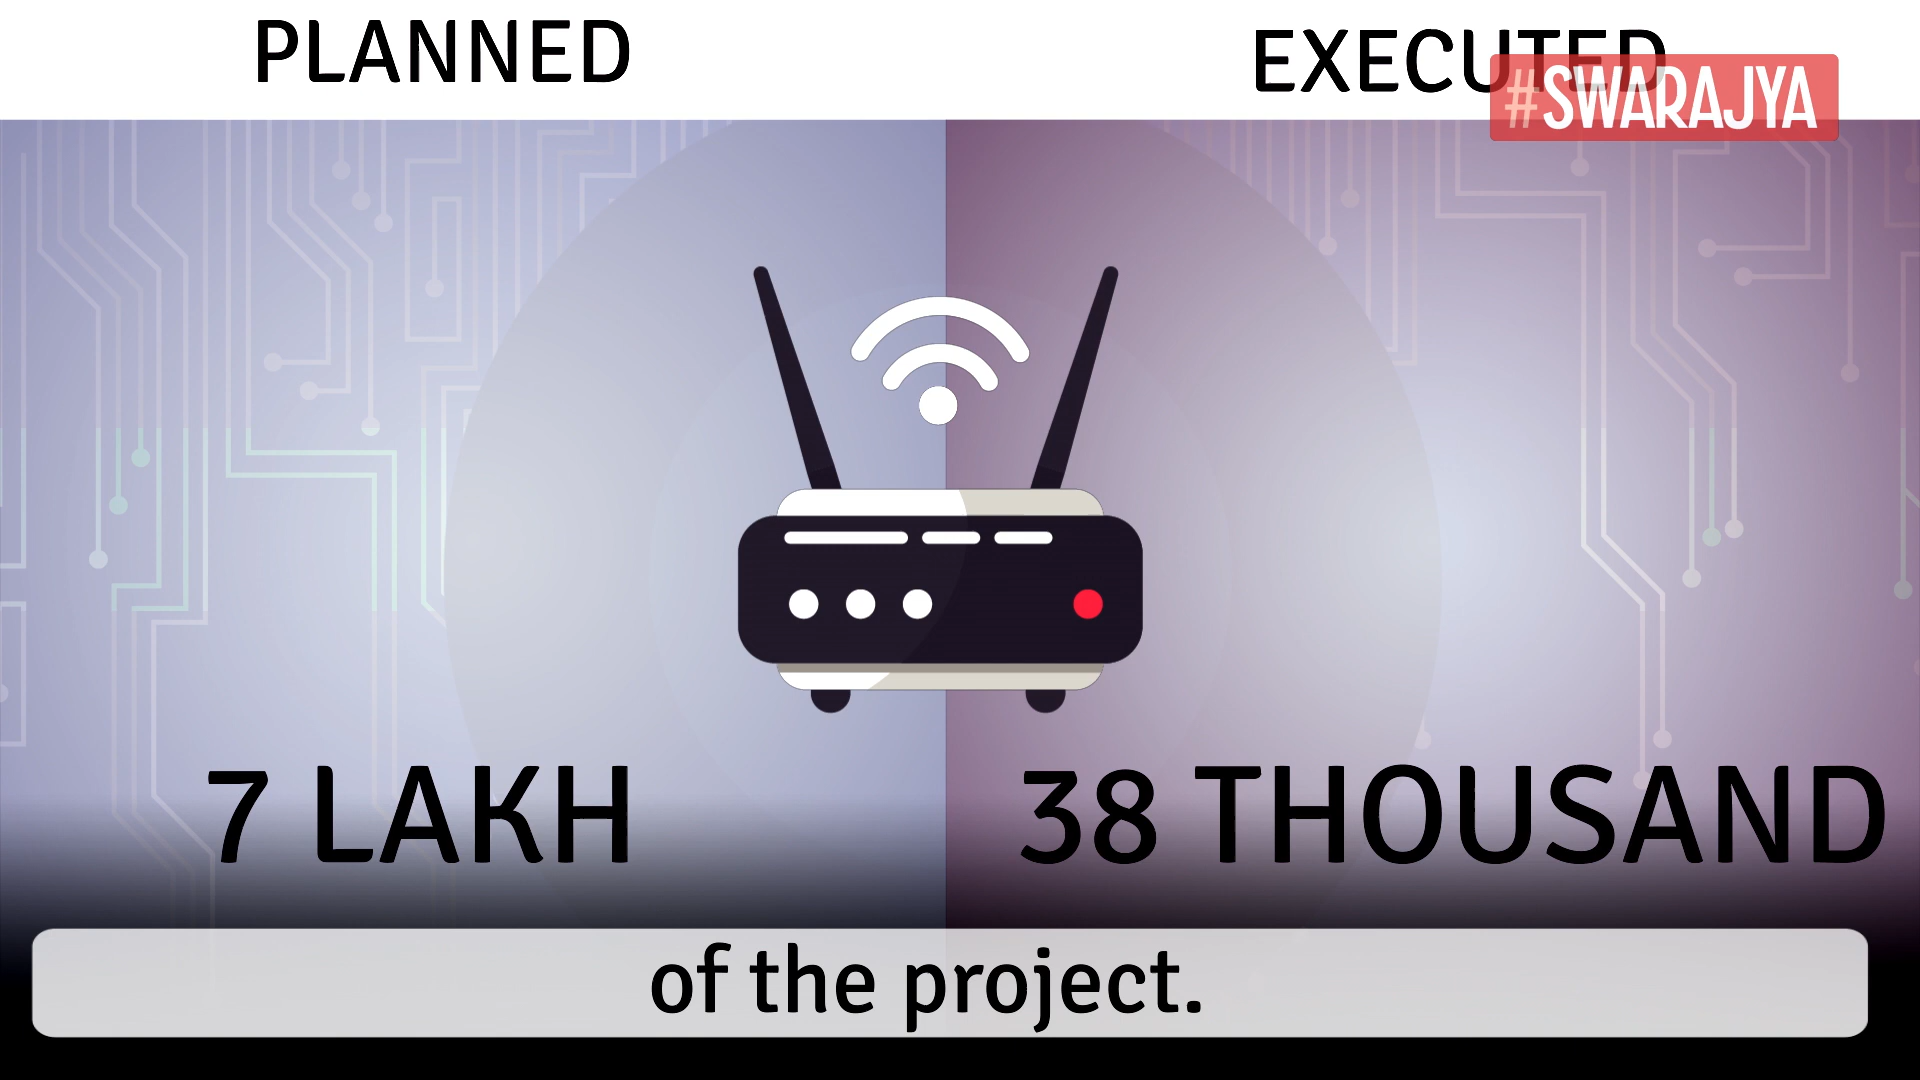 PLANNED
EXECUTED
#SWARAJYA
7 LAKH
38 THOUSAND
of the project.